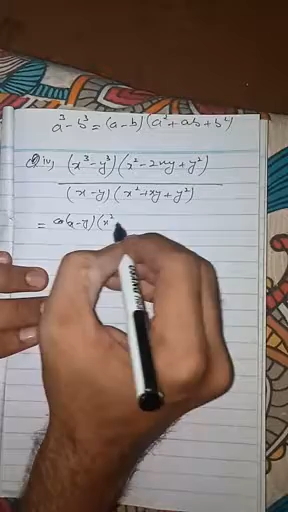 a³ - b³ = (a - b) (a² + ab + b²)
iv, (x³ - y³) (x² - 2xy + y²)
(x - y) (x² + xy + y²)
= (x - y) (x²